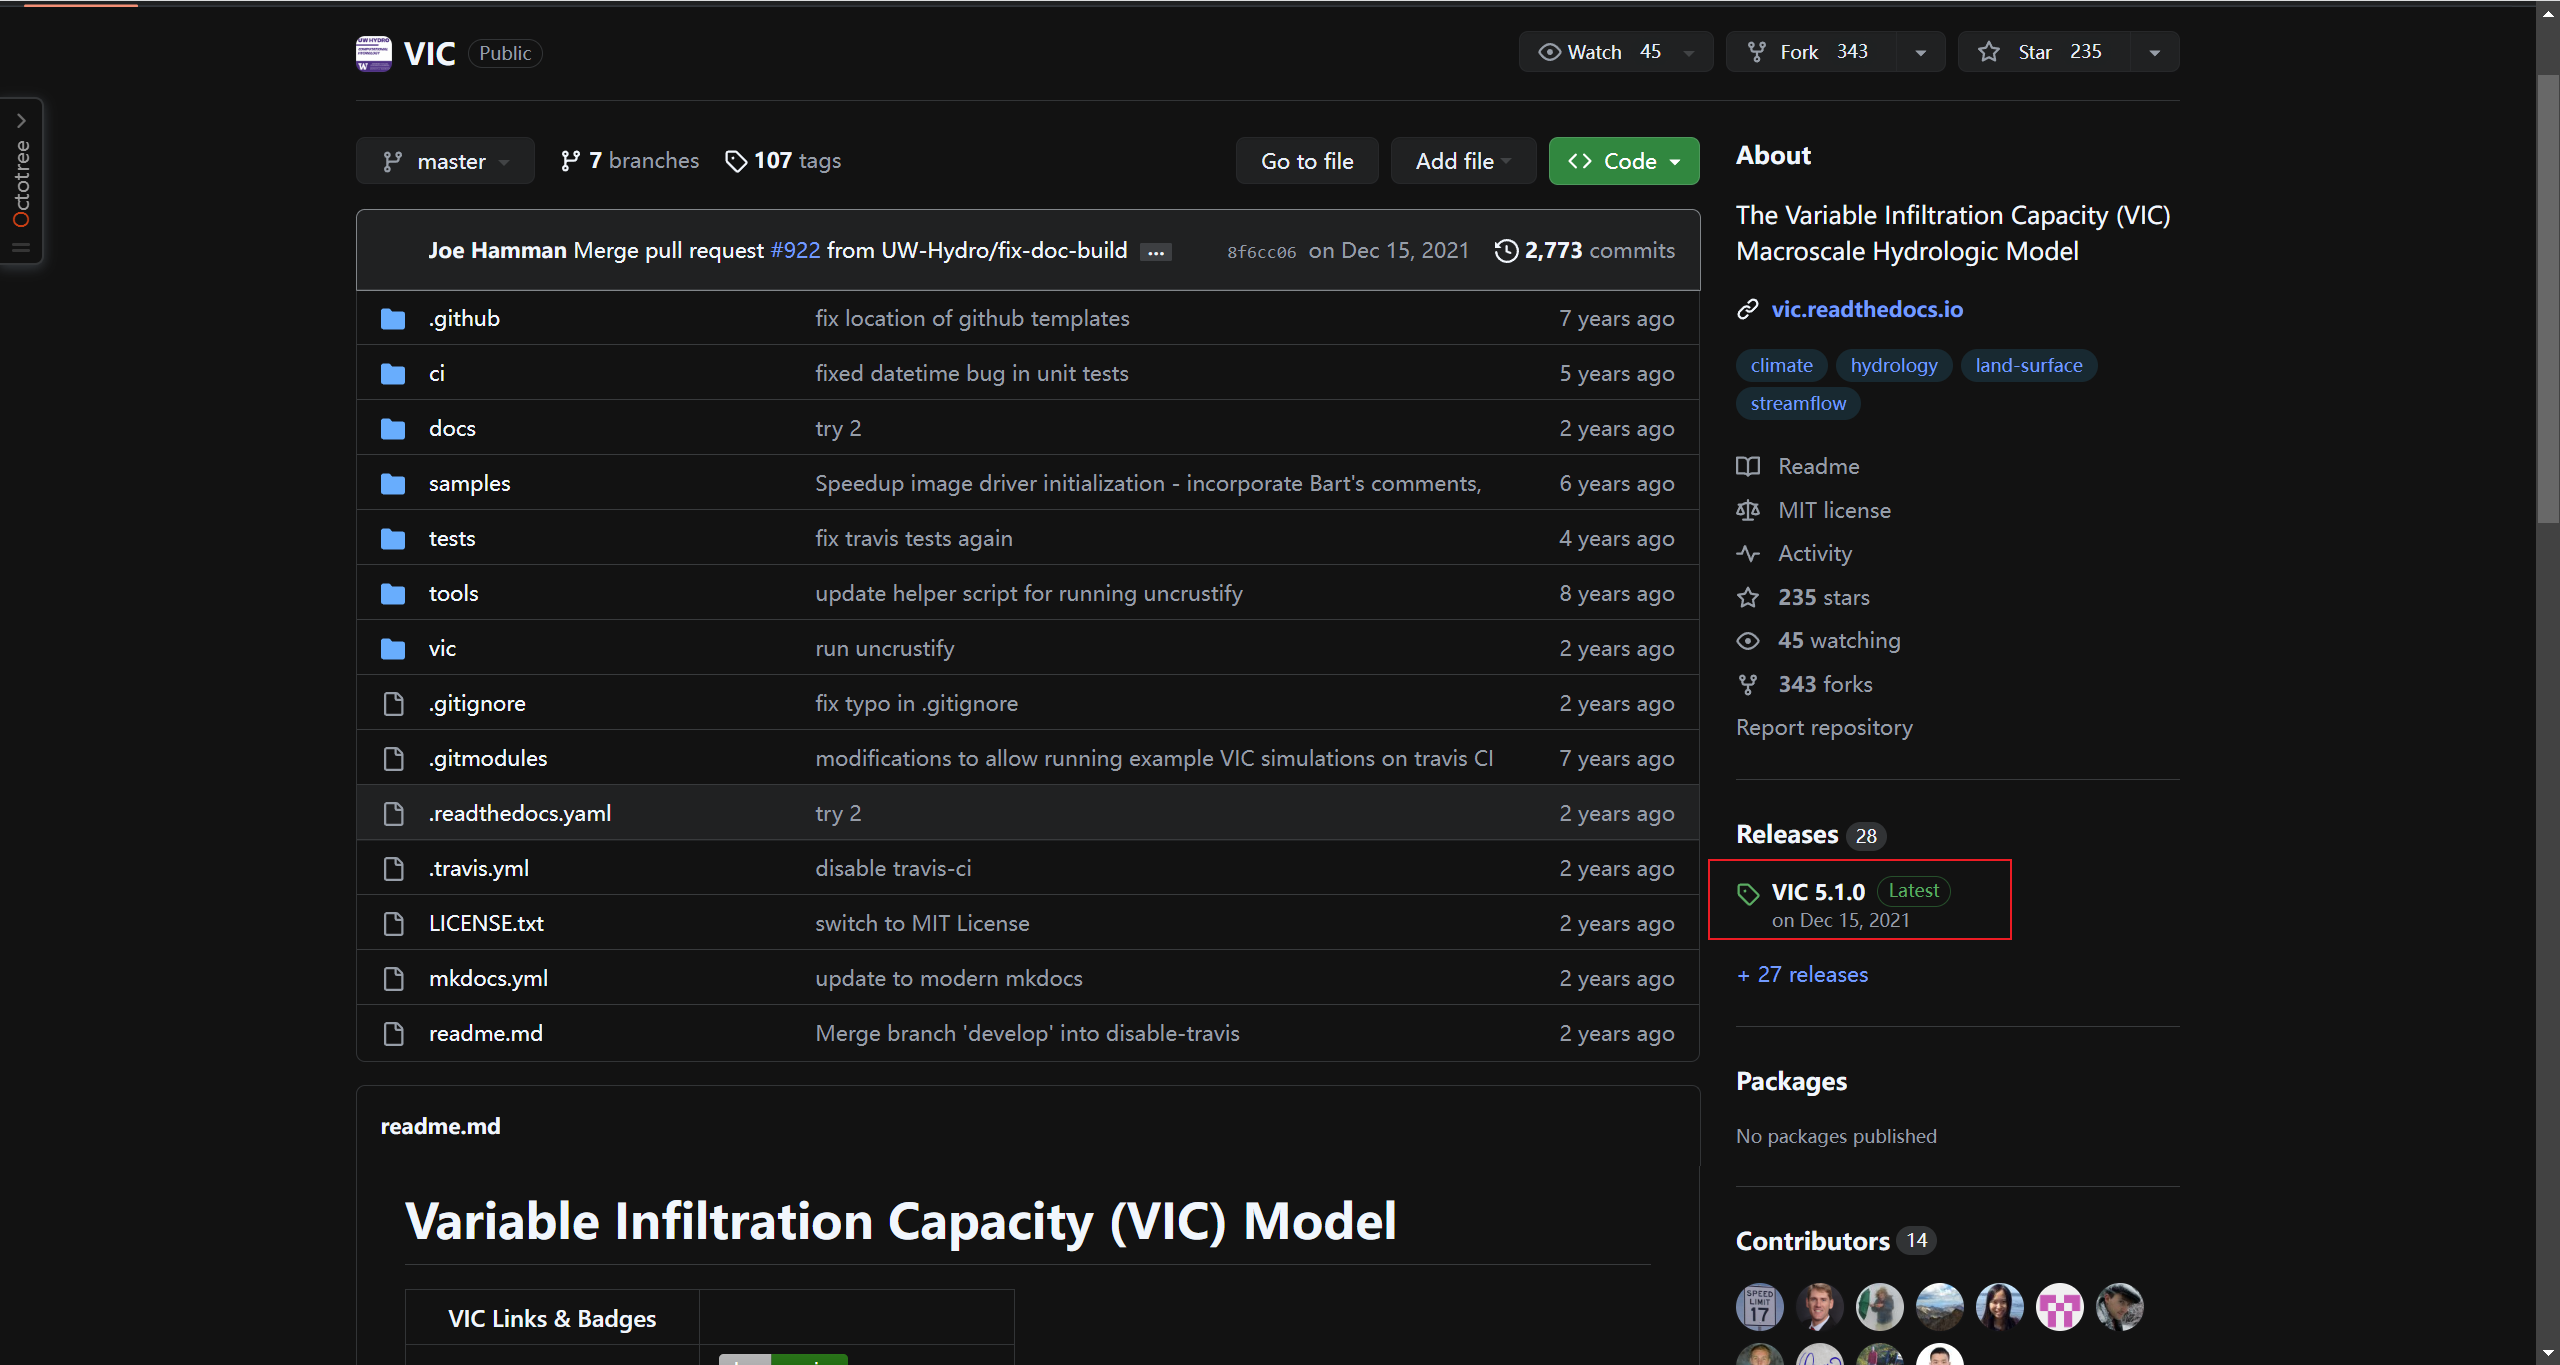 VIC Public
Watch 45 Fork 343 Star 235
Octotree
master 7 branches 107 tags Go to file Add file Code
Joe Hamman Merge pull request #922 from UW-Hydro/fix-doc-build ... 8f6cc06 on Dec 15, 2021 2,773 commits
.github fix location of github templates 7 years ago
ci fixed datetime bug in unit tests 5 years ago
docs try 2 2 years ago
samples Speedup image driver initialization - incorporate Bart's comments, 6 years ago
tests fix travis tests again 4 years ago
tools update helper script for running uncrustify 8 years ago
vic run uncrustify 2 years ago
.gitignore fix typo in .gitignore 2 years ago
.gitmodules modifications to allow running example VIC simulations on travis CI 7 years ago
.readthedocs.yaml try 2 2 years ago
.travis.yml disable travis-ci 2 years ago
LICENSE.txt switch to MIT License 2 years ago
mkdocs.yml update to modern mkdocs 2 years ago
readme.md Merge branch 'develop' into disable-travis 2 years ago
readme.md
Variable Infiltration Capacity (VIC) Model
VIC Links & Badges
About
The Variable Infiltration Capacity (VIC)
Macroscale Hydrologic Model
vic.readthedocs.io
climate hydrology land-surface
streamflow
Readme
MIT license
Activity
235 stars
45 watching
343 forks
Report repository
Releases 28
VIC 5.1.0 Latest
on Dec 15, 2021
+ 27 releases
Packages
No packages published
Contributors 14
SPEED
LIMIT
17